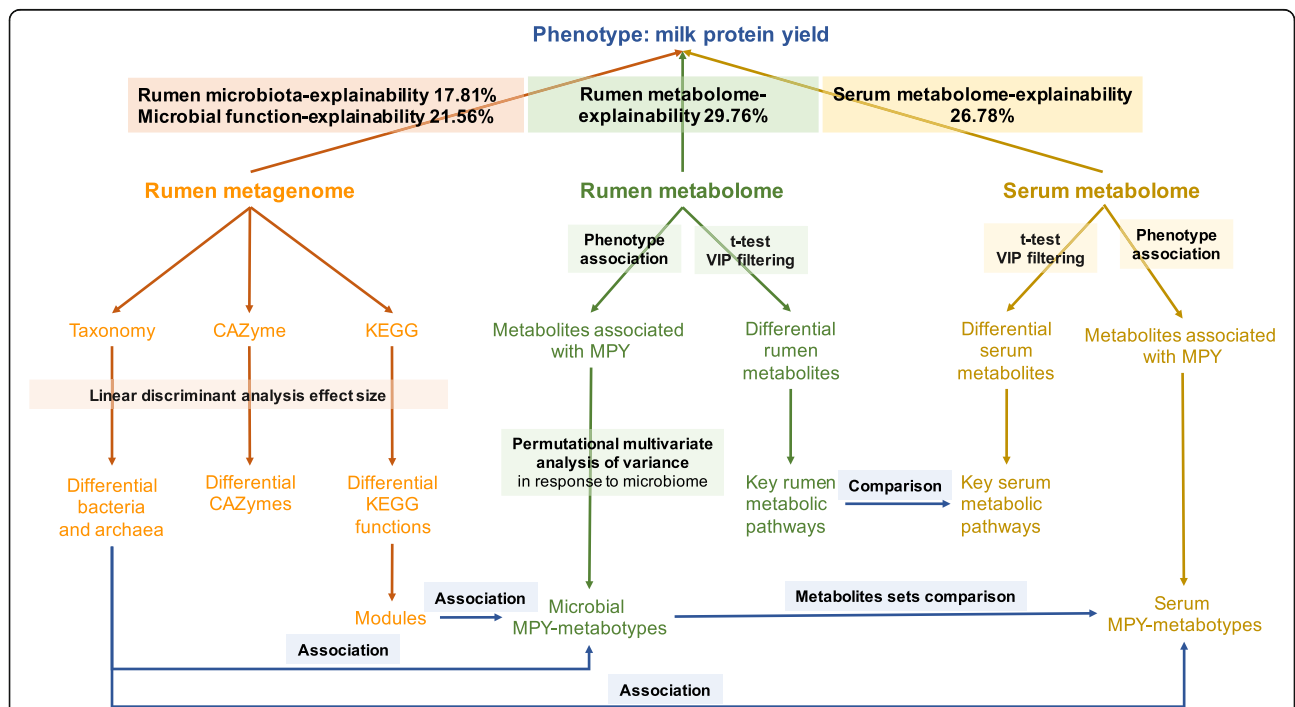 Phenotype: milk protein yield
Rumen microbiota-explainability 17.81%
Microbial function-explainability 21.56%
Rumen metabolome-
explainability 29.76%
Serum metabolome-explainability
26.78%
Rumen metagenome
Rumen metabolome
Serum metabolome
Phenotype
association
t-test
VIP filtering
t-test
VIP filtering
Phenotype
association
Taxonomy
CAZyme
KEGG
Metabolites associated
with MPY
Differential
rumen
metabolites
Differential
serum
metabolites
Metabolites associated
with MPY
Linear discriminant analysis effect size
Permutational multivariate
analysis of variance
in response to microbiome
Differential
bacteria
and archaea
Differential
CAZymes
Differential
KEGG
functions
Key rumen
metabolic
pathways
Comparison
Key serum
metabolic
pathways
Modules
Association
Microbial
MPY-metabotypes
Metabolites sets comparison
Serum
MPY-metabotypes
Association
Association